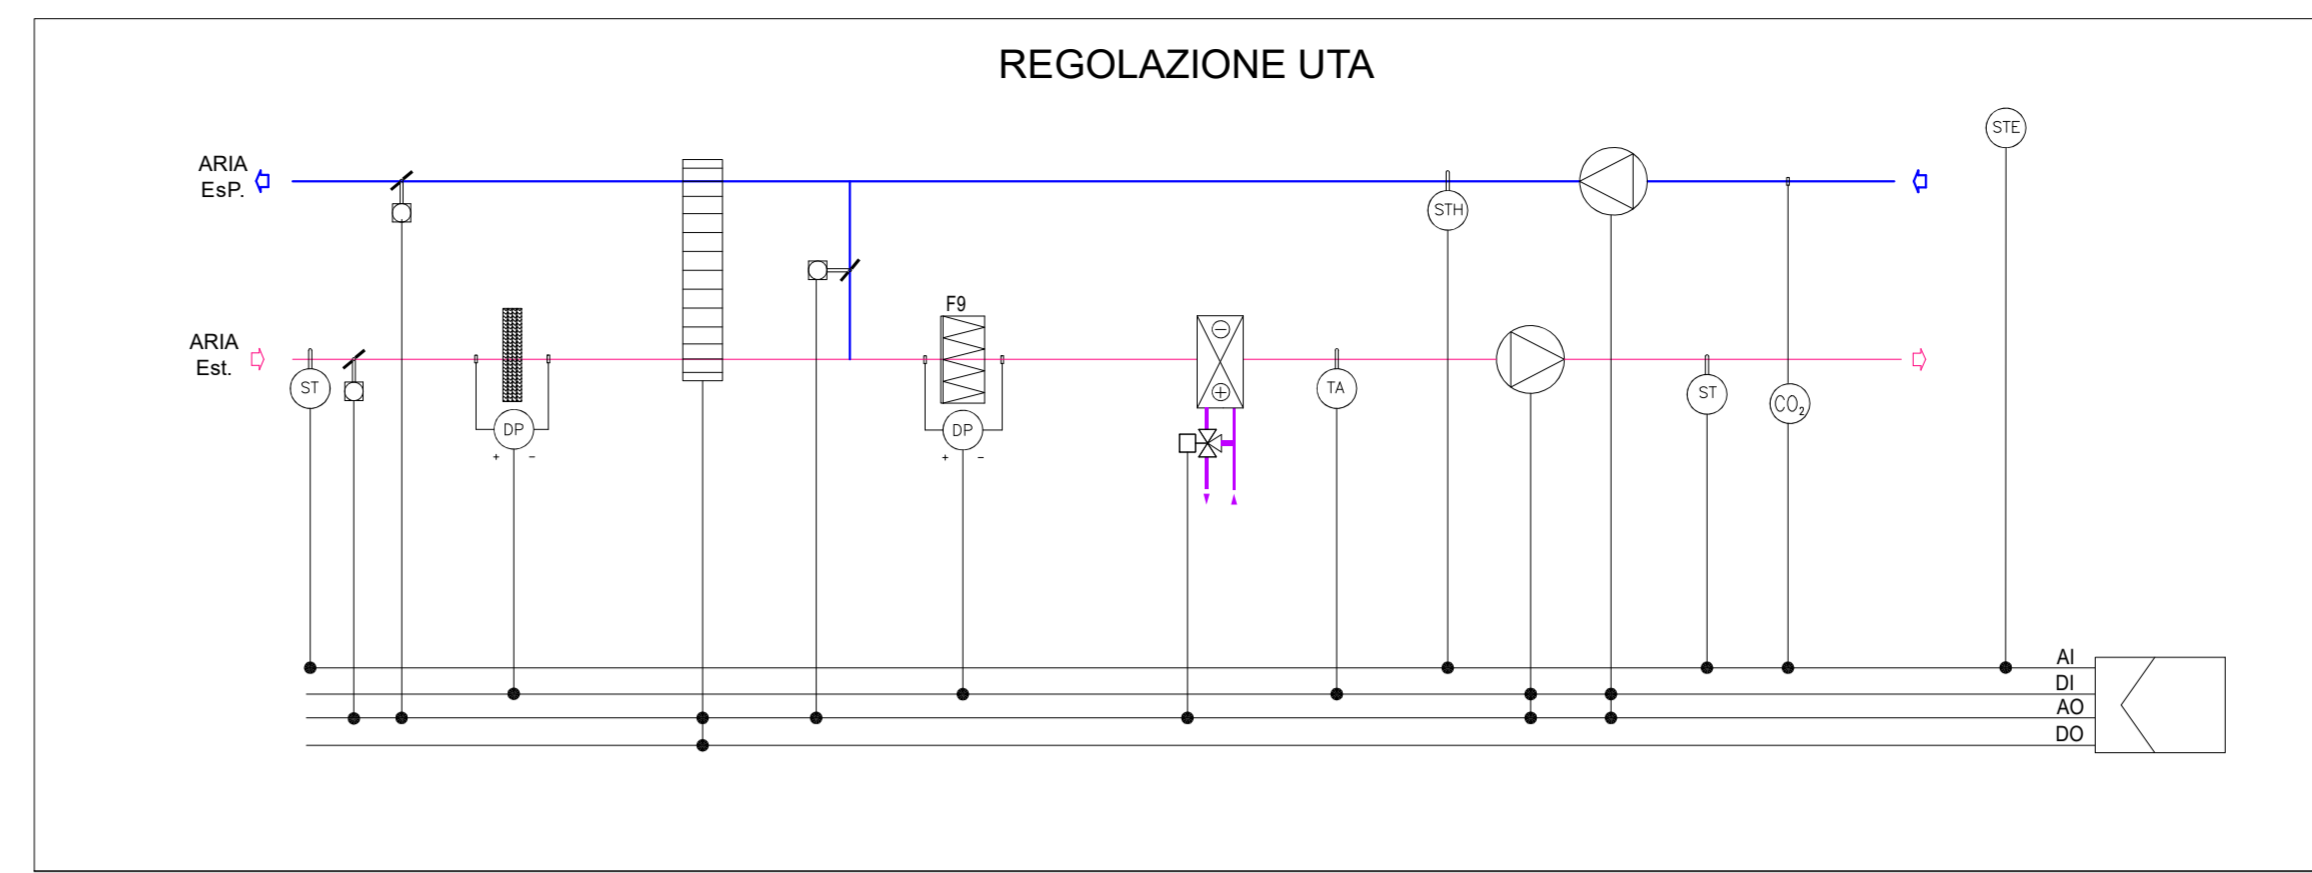 REGOLAZIONE UTA
STE
ARIA
EsP.
STH
F9
ARIA
Est.
ST
TA
ST
CO₂
DP
+ −
DP
+ −
−
+
AI
DI
AO
DO